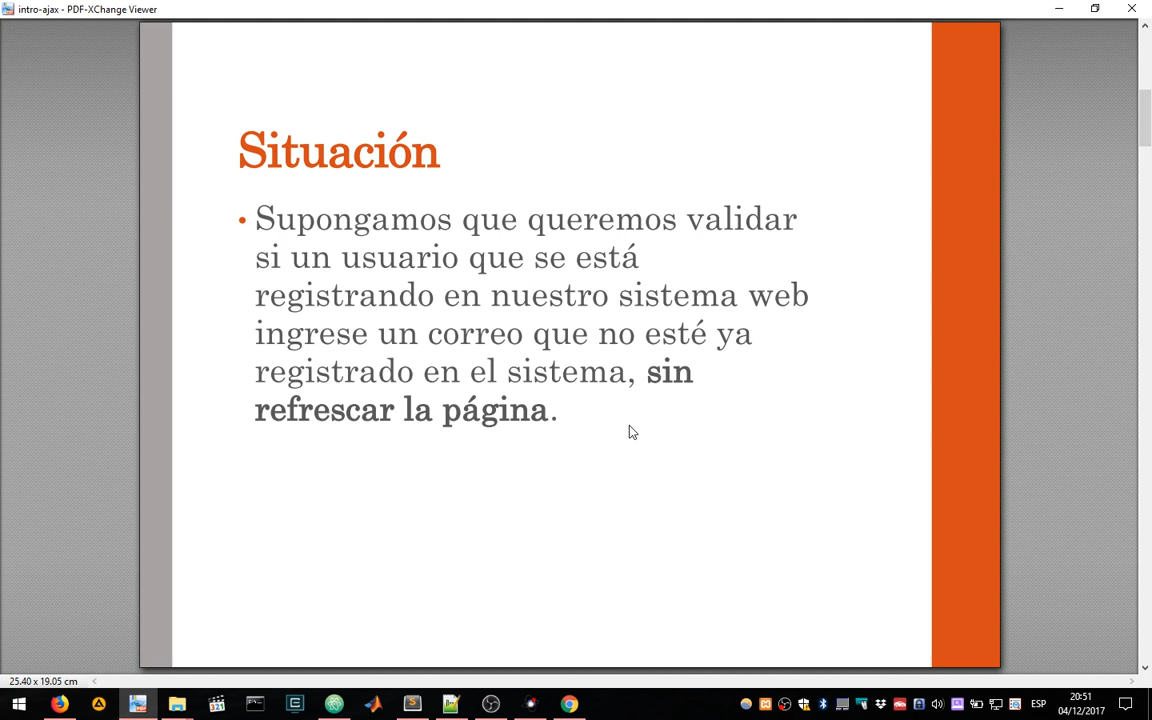 intro-ajax - PDF-XChange Viewer
Situación
• Supongamos que queremos validar
si un usuario que se está
registrando en nuestro sistema web
ingrese un correo que no esté ya
registrado en el sistema, sin
refrescar la página.
25.40 x 19.05 cm
321
ESP
20:51
04/12/2017